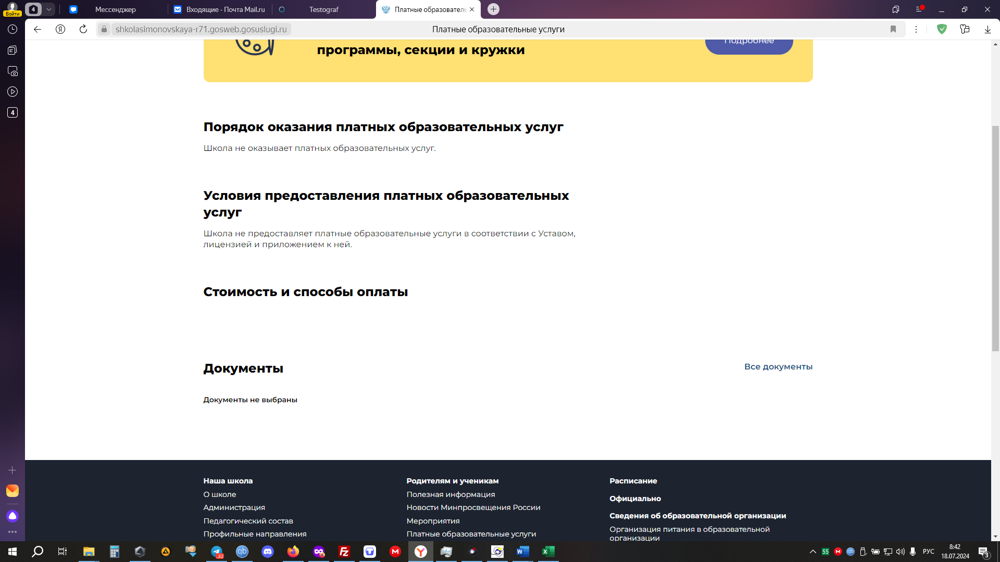 Войти
4
Мессенджер
Входящие - Почта Mail.ru
Testograf
Платные образователь
shkolasimonovskaya-r71.gosweb.gosuslugi.ru
Платные образовательные услуги
4
программы, секции и кружки
Подробнее
Порядок оказания платных образовательных услуг
Школа не оказывает платных образовательных услуг.
Условия предоставления платных образовательных
услуг
Школа не предоставляет платные образовательные услуги в соответствии с Уставом,
лицензией и приложением к ней.
Стоимость и способы оплаты
Документы
Все документы
Документы не выбраны
Наша школа
О школе
Администрация
Педагогический состав
Профильные направления
Родителям и ученикам
Полезная информация
Новости Минпросвещения России
Мероприятия
Платные образовательные услуги
Расписание
Официально
Сведения об образовательной организации
Организация питания в образовательной
организации
32
55
РУС
8:42
18.07.2024
3